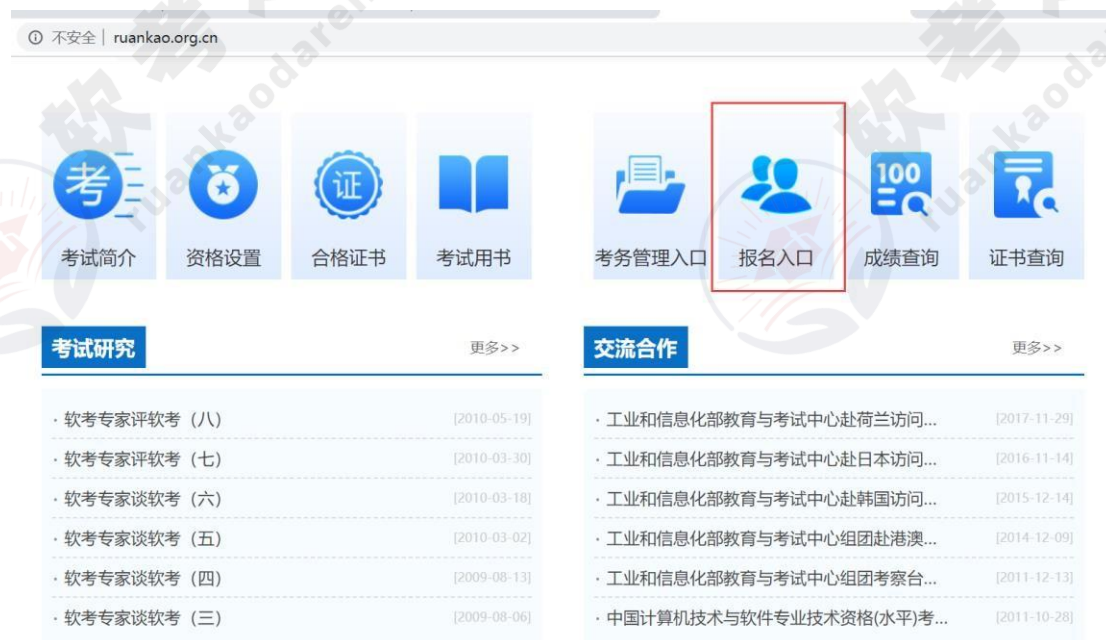 不安全 | ruankao.org.cn
考
证
100
考试简介
资格设置
合格证书
考试用书
考务管理入口
报名入口
成绩查询
证书查询
考试研究
更多>>
· 软考专家评软考（八） [2010-05-19]
· 软考专家评软考（七） [2010-03-30]
· 软考专家谈软考（六） [2010-03-18]
· 软考专家谈软考（五） [2010-03-02]
· 软考专家谈软考（四） [2009-08-13]
· 软考专家谈软考（三） [2009-08-06]
交流合作
更多>>
· 工业和信息化部教育与考试中心赴荷兰访问... [2017-11-29]
· 工业和信息化部教育与考试中心赴日本访问... [2016-11-14]
· 工业和信息化部教育与考试中心赴韩国访问... [2015-12-14]
· 工业和信息化部教育与考试中心组团赴港澳... [2014-12-09]
· 工业和信息化部教育与考试中心组团考察台... [2011-12-13]
· 中国计算机技术与软件专业技术资格(水平)考... [2011-10-28]